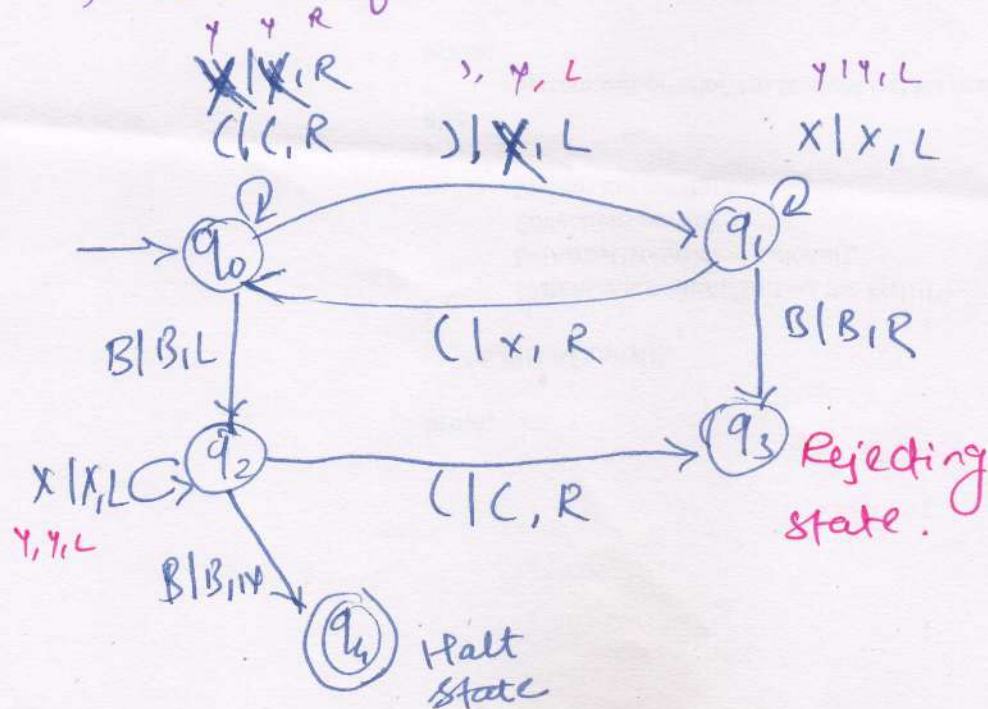 y y R
X|X, R
(|(, R
), y, L
)|X, L
y|y, L
X|X, L
q0
q1
B|B,L
(|x, R
B|B,R
q2
q3
X|X,L
Y,Y,L
(|(, R
Rejecting
state.
B|B,N
q4
Halt
state